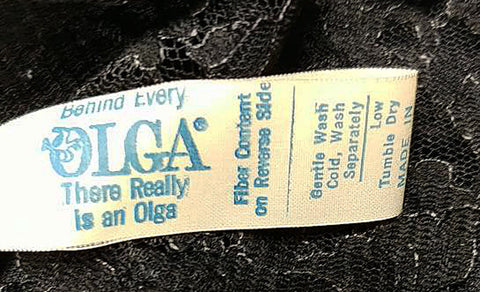 Behind Every
OLGA®
There Really
is an Olga
Fiber Content
on Reverse Side
Gentle Wash
Cold, Wash
Separately
Low
Tumble Dry
MADE IN